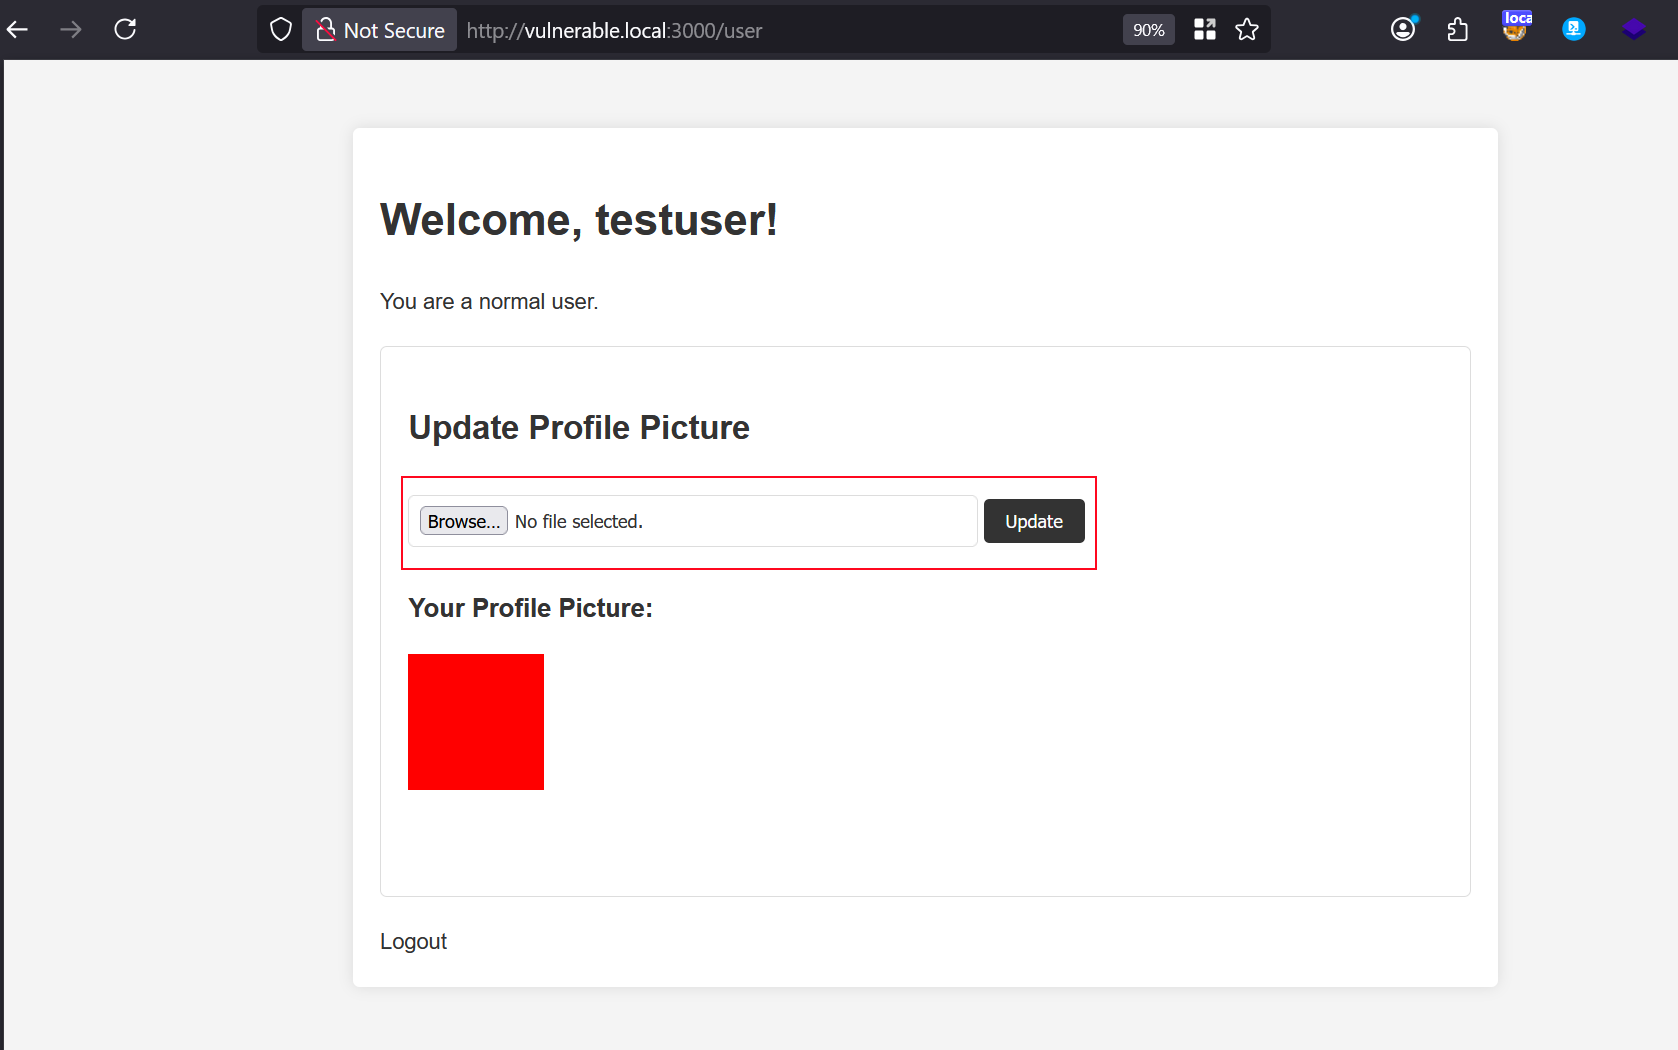 Not Secure http://vulnerable.local:3000/user 90% loca
Welcome, testuser!
You are a normal user.
Update Profile Picture
Browse... No file selected. Update
Your Profile Picture:
Logout